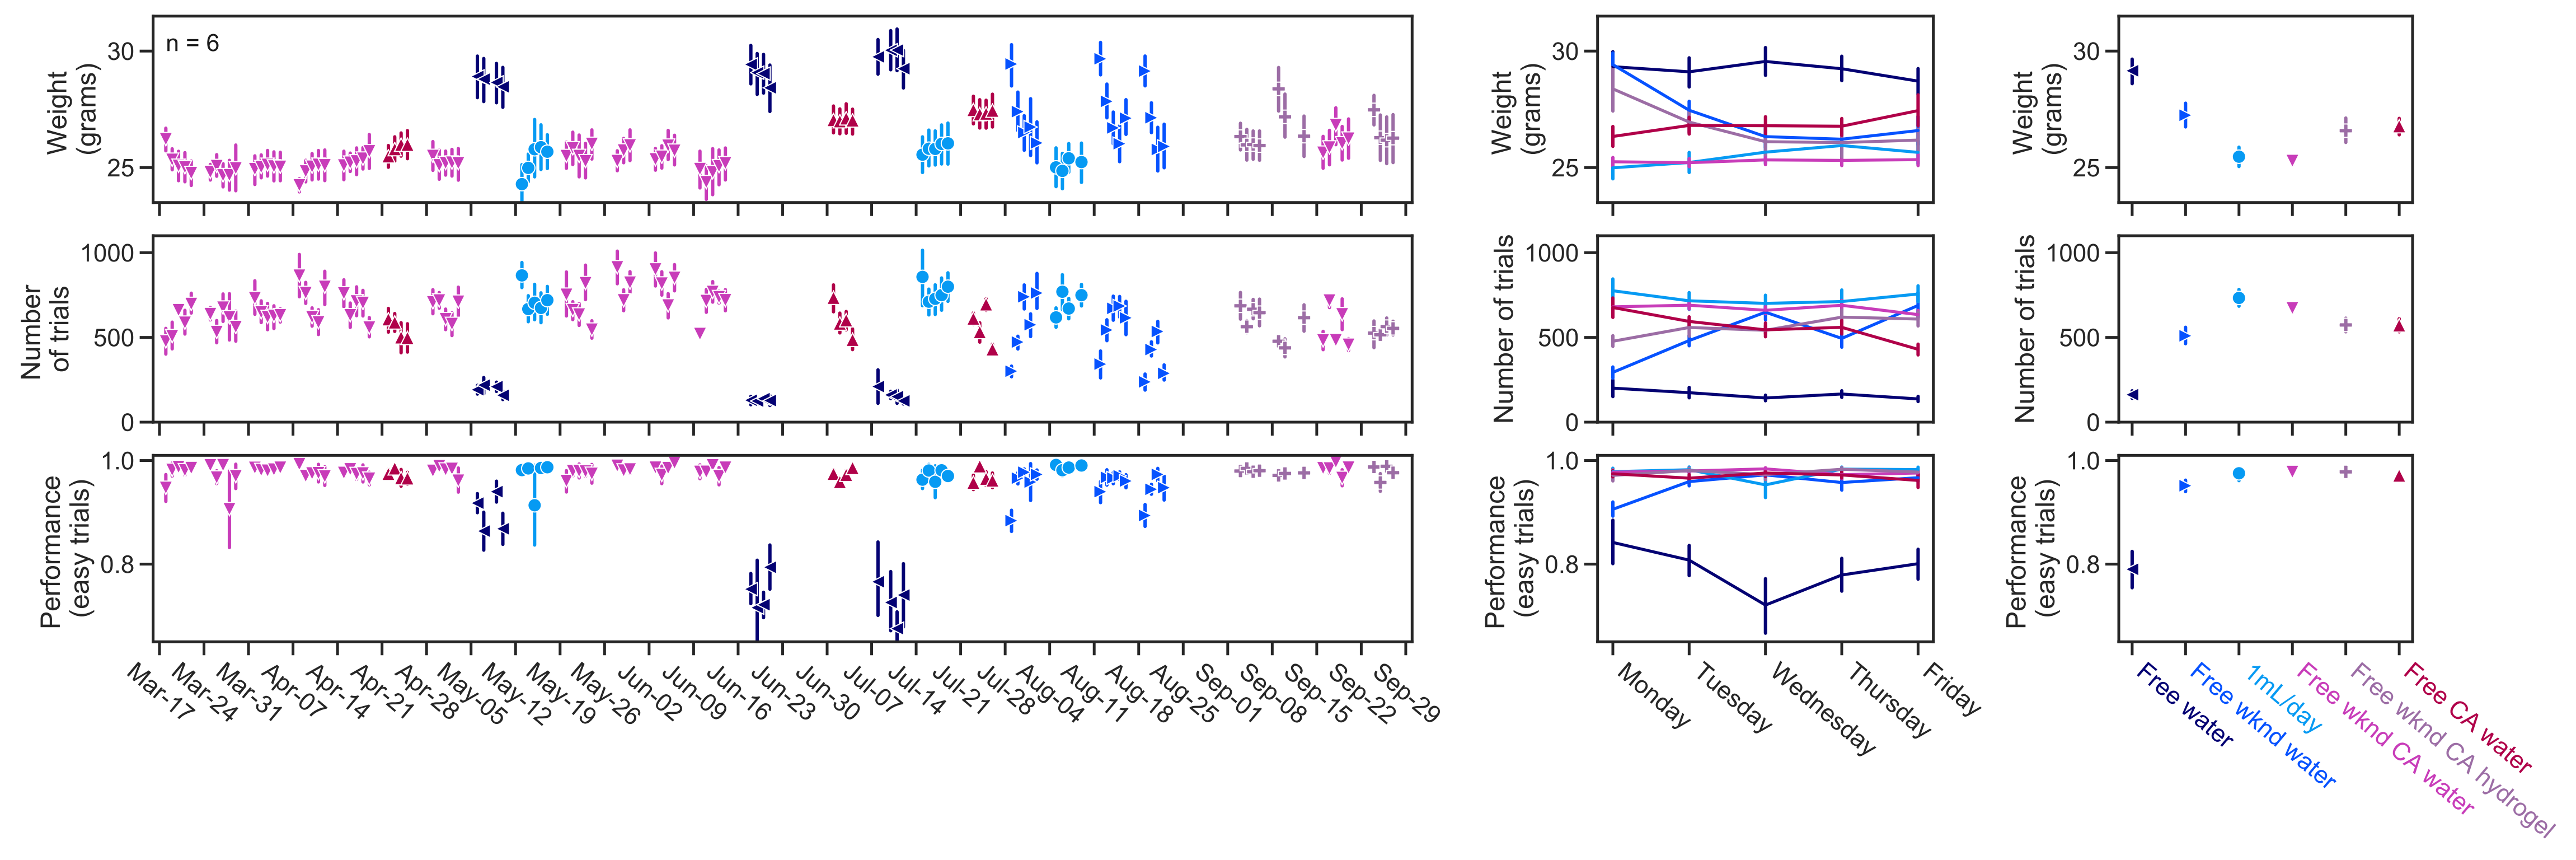 Weight
(grams)
30
25
n = 6
Weight
(grams)
30
25
Weight
(grams)
30
25
Number
of trials
1000
500
0
Number of trials
1000
500
0
Number of trials
1000
500
0
Performance
(easy trials)
1.0
0.8
Performance
(easy trials)
1.0
0.8
Performance
(easy trials)
1.0
0.8
Mar-17
Mar-24
Mar-31
Apr-07
Apr-14
Apr-21
Apr-28
May-05
May-12
May-19
May-26
Jun-02
Jun-09
Jun-16
Jun-23
Jun-30
Jul-07
Jul-14
Jul-21
Jul-28
Aug-04
Aug-11
Aug-18
Aug-25
Sep-01
Sep-08
Sep-15
Sep-22
Sep-29
Monday
Tuesday
Wednesday
Thursday
Friday
Free water
Free wknd water
1mL/day
Free wknd CA water
Free wknd CA hydrogel
Free CA water